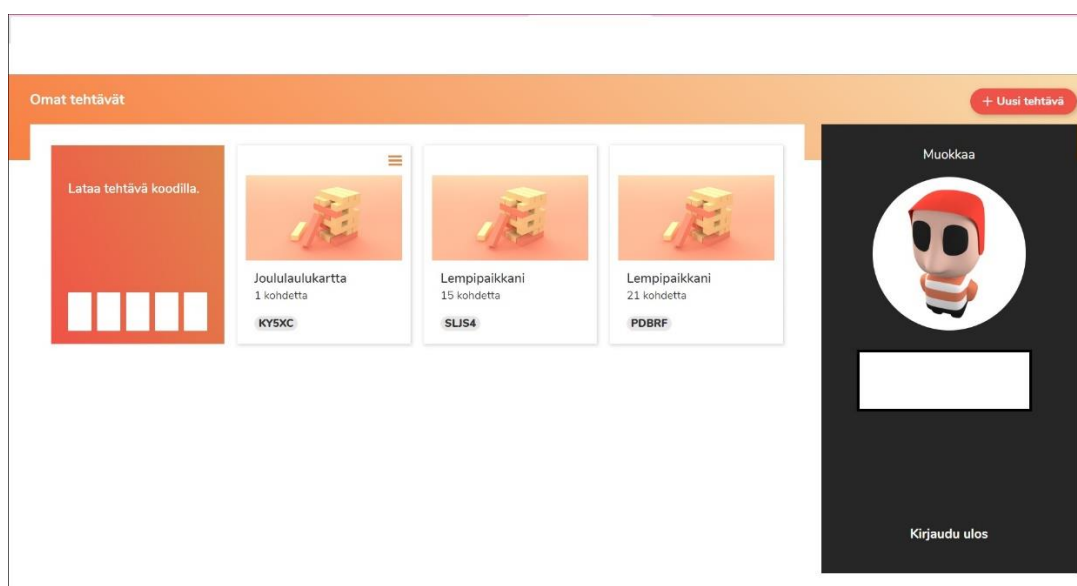 Omat tehtävät
+ Uusi tehtävä
Lataa tehtävä koodilla.
Joululaulukartta
1 kohdetta
KY5XC
Lempipaikkani
15 kohdetta
SLJS4
Lempipaikkani
21 kohdetta
PDBRF
Muokkaa
Kirjaudu ulos